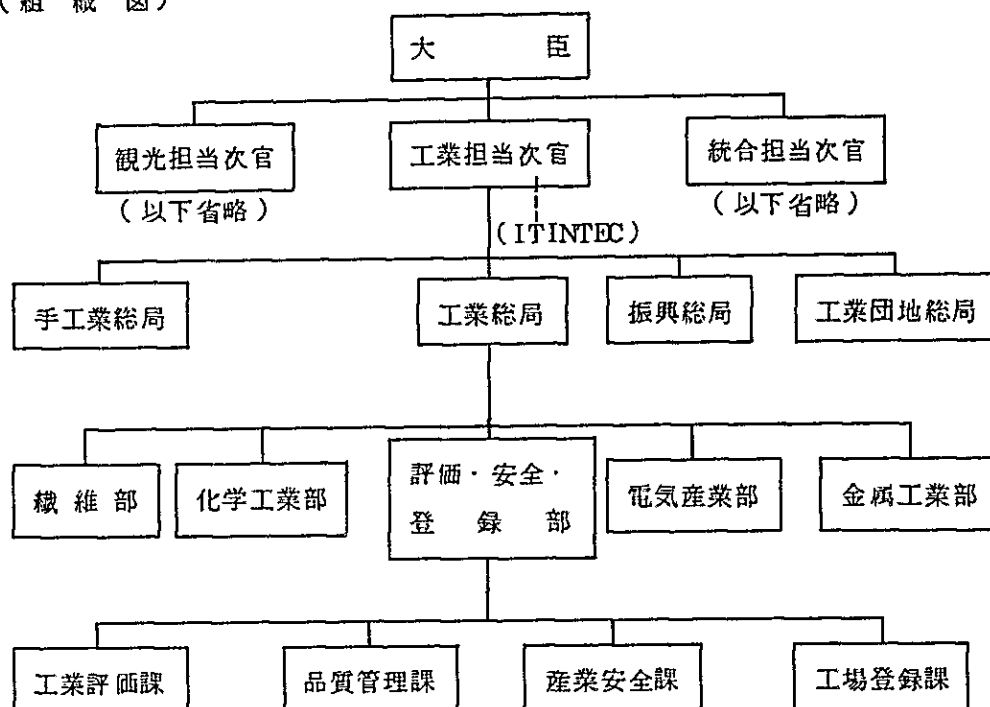 (組織図)
大臣
観光担当次官
工業担当次官
統合担当次官
(以下省略)
(以下省略)
(ITINTEC)
手工業総局
工業総局
振興総局
工業団地総局
繊維部
化学工業部
評価・安全・
登録部
電気産業部
金属工業部
工業評価課
品質管理課
産業安全課
工場登録課